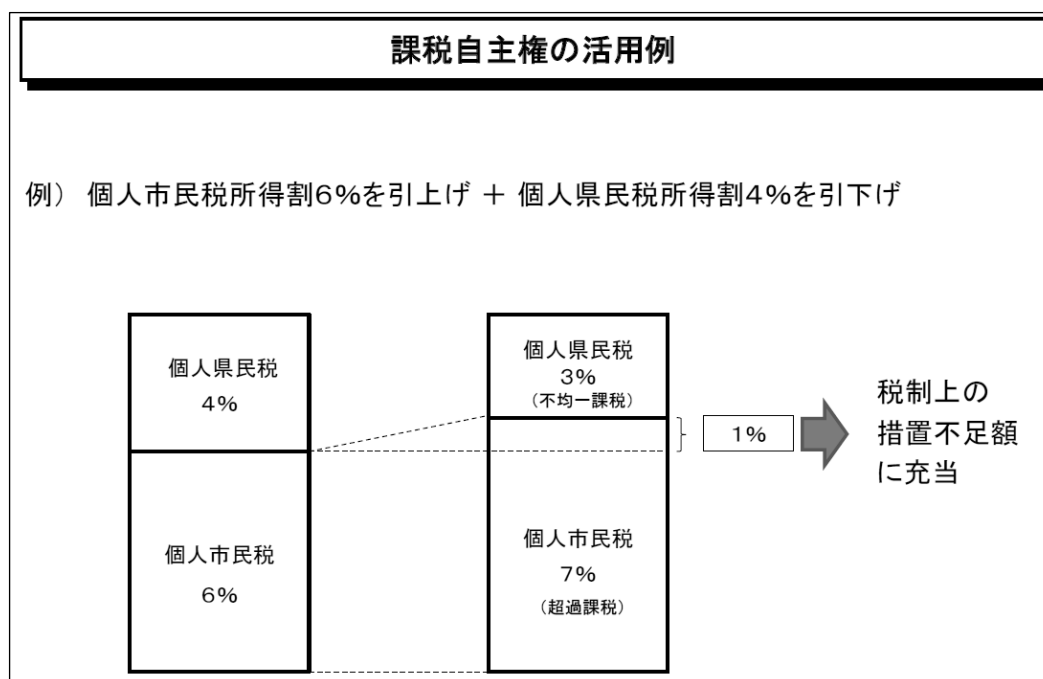 課税自主権の活用例
例） 個人市民税所得割6%を引上げ ＋ 個人県民税所得割4%を引下げ
個人県民税
4%
個人市民税
6%
個人県民税
3%
（不均一課税）
個人市民税
7%
（超過課税）
1%
税制上の
措置不足額
に充当